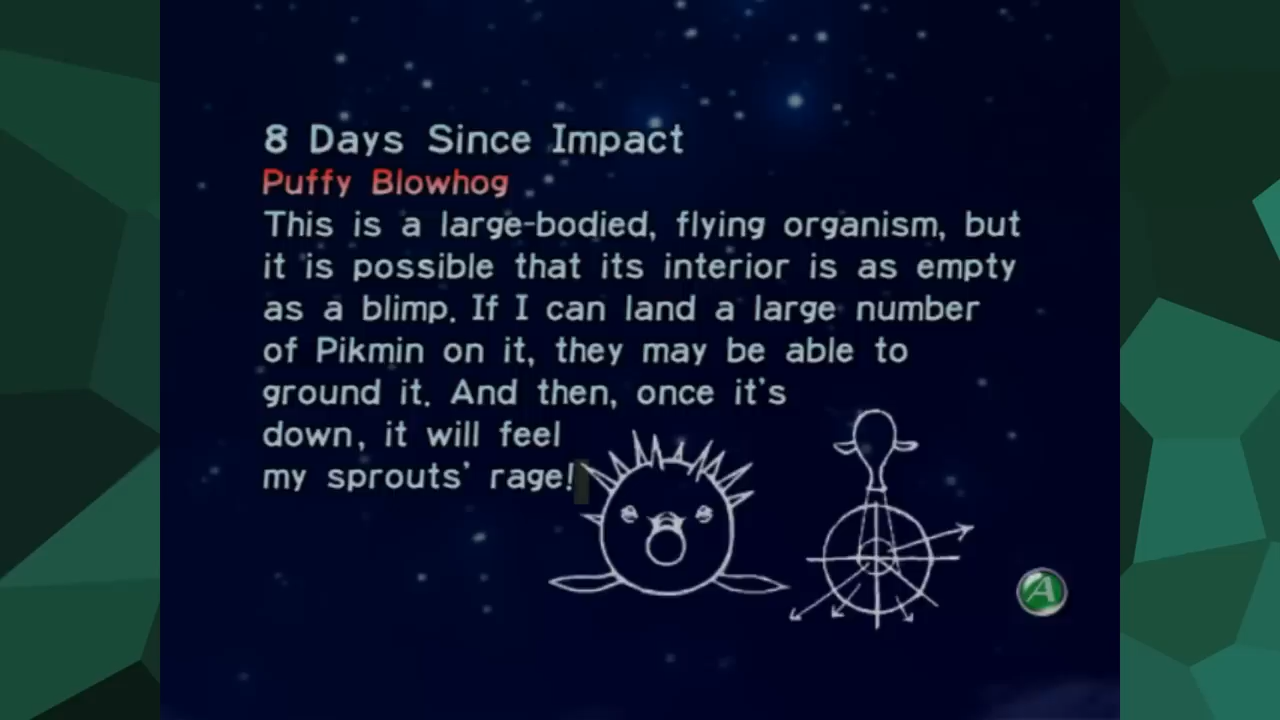 8 Days Since Impact
Puffy Blowhog
This is a large-bodied, flying organism, but
it is possible that its interior is as empty
as a blimp. If I can land a large number
of Pikmin on it, they may be able to
ground it. And then, once it's
down, it will feel
my sprouts' rage!
A